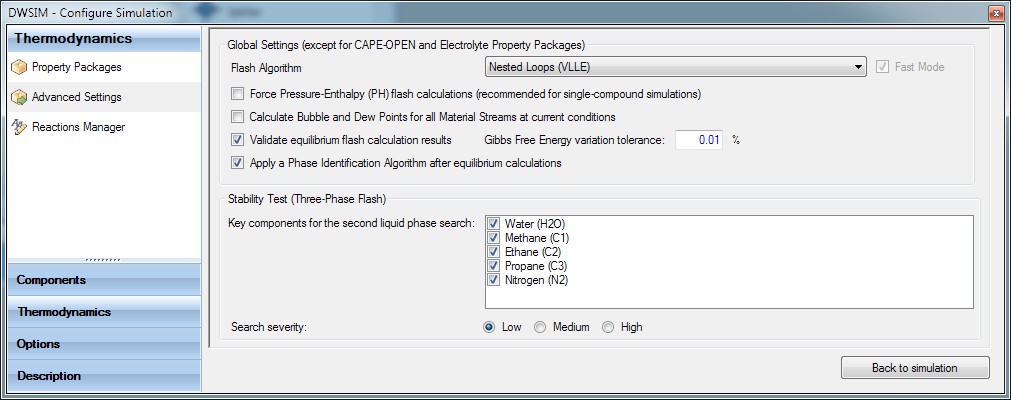 DWSIM - Configure Simulation
Thermodynamics
Property Packages
Advanced Settings
Reactions Manager
Components
Thermodynamics
Options
Description
Global Settings (except for CAPE-OPEN and Electrolyte Property Packages)
Flash Algorithm Nested Loops (VLLE) Fast Mode
Force Pressure-Enthalpy (PH) flash calculations (recommended for single-compound simulations)
Calculate Bubble and Dew Points for all Material Streams at current conditions
Validate equilibrium flash calculation results Gibbs Free Energy variation tolerance: 0.01 %
Apply a Phase Identification Algorithm after equilibrium calculations
Stability Test (Three-Phase Flash)
Key components for the second liquid phase search: Water (H2O)
Methane (C1)
Ethane (C2)
Propane (C3)
Nitrogen (N2)
Search severity: Low Medium High
Back to simulation